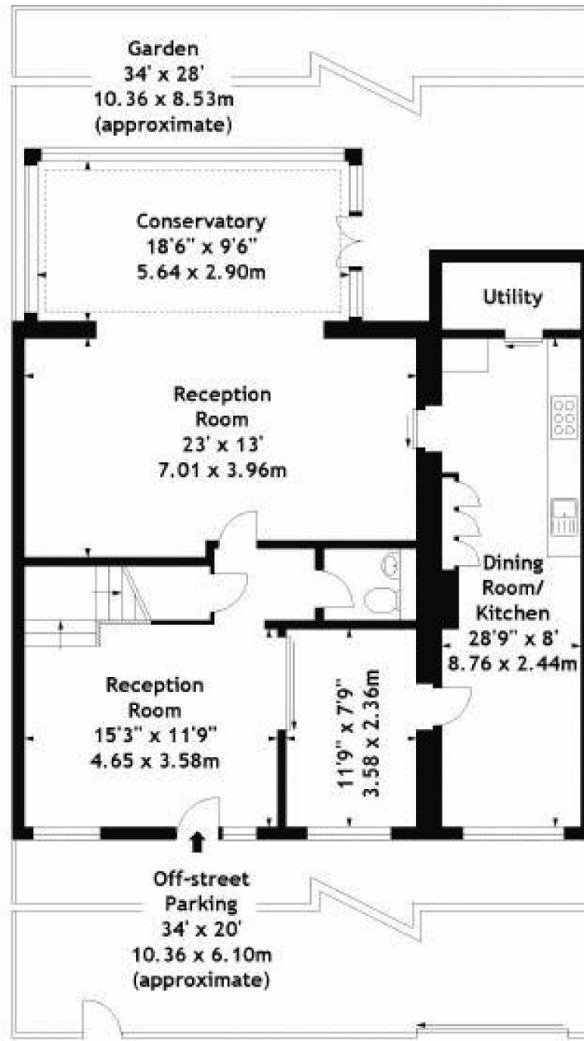 Garden
34' x 28'
10.36 x 8.53m
(approximate)
Conservatory
18'6" x 9'6"
5.64 x 2.90m
Utility
Reception
Room
23' x 13'
7.01 x 3.96m
Dining
Room/
Kitchen
28'9" x 8'
8.76 x 2.44m
Reception
Room
15'3" x 11'9"
4.65 x 3.58m
11'9" x 7'9"
3.58 x 2.36m
Off-street
Parking
34' x 20'
10.36 x 6.10m
(approximate)